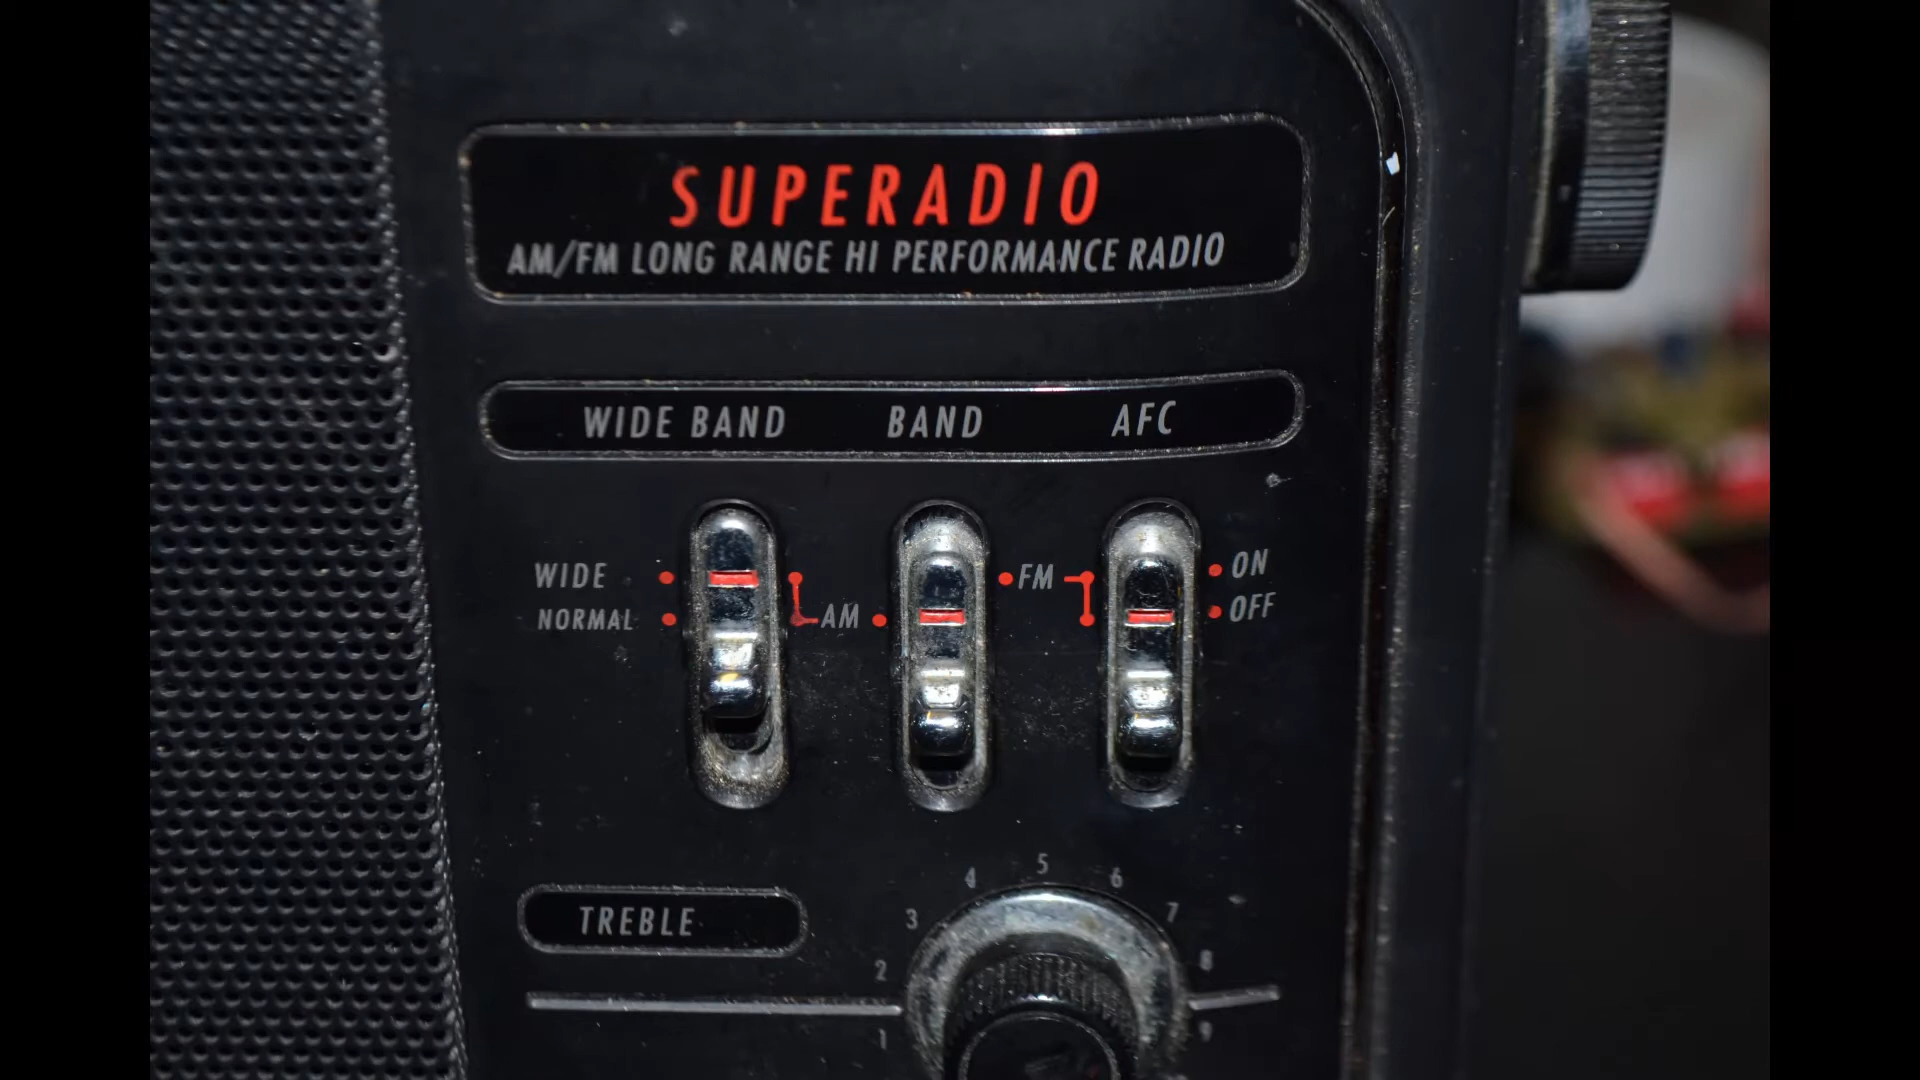 SUPERADIO
AM/FM LONG RANGE HI PERFORMANCE RADIO
WIDE BAND BAND AFC
WIDE FM ON
NORMAL AM OFF
TREBLE
1 2 3 4 5 6 7 8 9